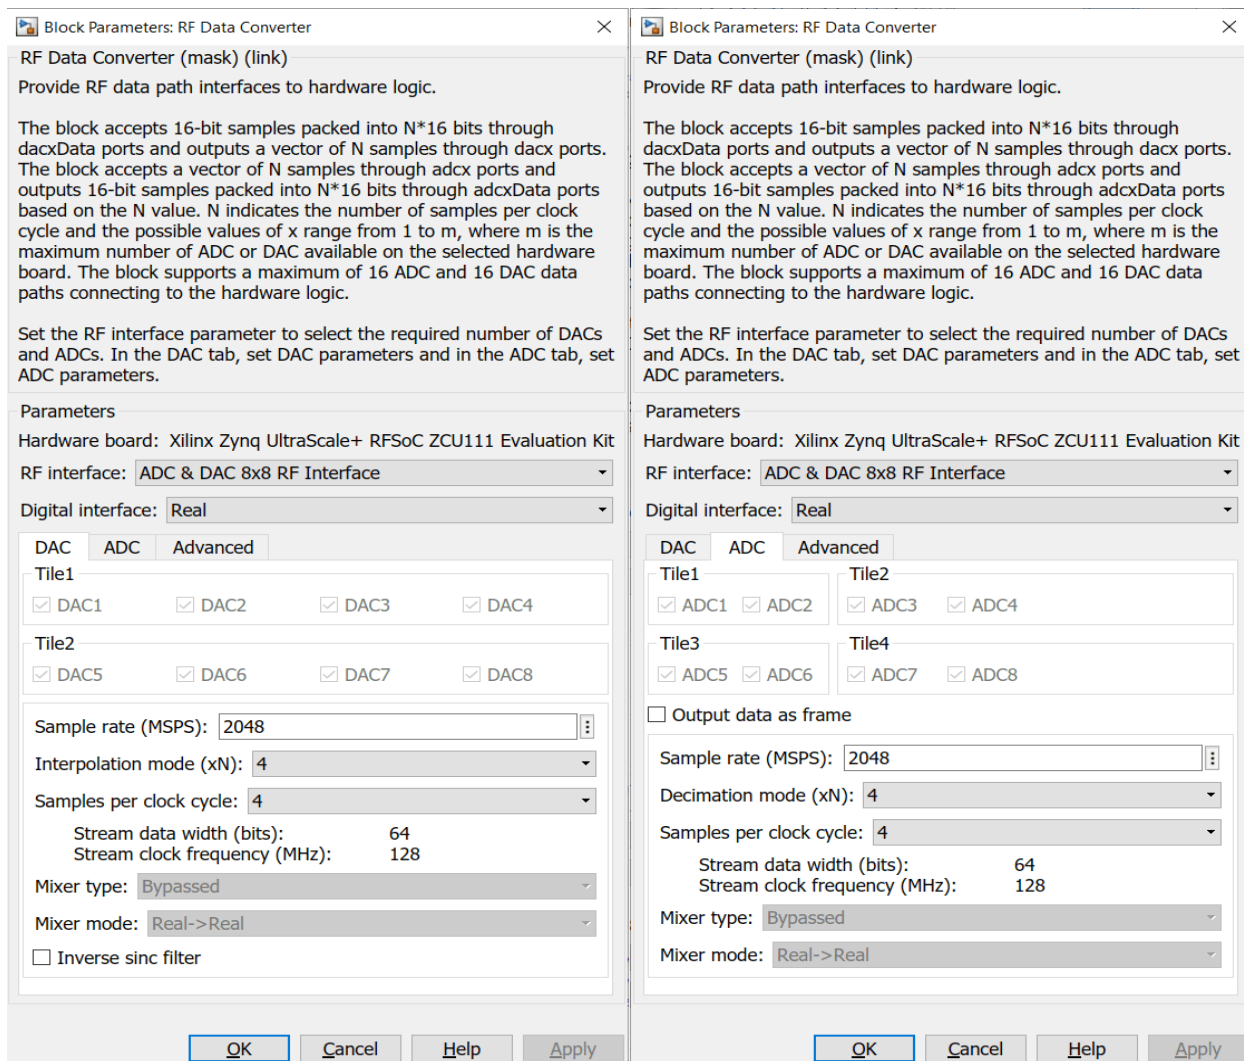 Block Parameters: RF Data Converter
RF Data Converter (mask) (link)
Provide RF data path interfaces to hardware logic.
The block accepts 16-bit samples packed into N*16 bits through
dacxData ports and outputs a vector of N samples through dacx ports.
The block accepts a vector of N samples through adcx ports and
outputs 16-bit samples packed into N*16 bits through adcxData ports
based on the N value. N indicates the number of samples per clock
cycle and the possible values of x range from 1 to m, where m is the
maximum number of ADC or DAC available on the selected hardware
board. The block supports a maximum of 16 ADC and 16 DAC data
paths connecting to the hardware logic.
Set the RF interface parameter to select the required number of DACs
and ADCs. In the DAC tab, set DAC parameters and in the ADC tab, set
ADC parameters.
Parameters
Hardware board: Xilinx Zynq UltraScale+ RFSoC ZCU111 Evaluation Kit
RF interface: ADC & DAC 8x8 RF Interface
Digital interface: Real
DAC ADC Advanced
Tile1
DAC1 DAC2 DAC3 DAC4
Tile2
DAC5 DAC6 DAC7 DAC8
Sample rate (MSPS): 2048
Interpolation mode (xN): 4
Samples per clock cycle: 4
Stream data width (bits): 64
Stream clock frequency (MHz): 128
Mixer type: Bypassed
Mixer mode: Real->Real
Inverse sinc filter
OK Cancel Help Apply
Block Parameters: RF Data Converter
RF Data Converter (mask) (link)
Provide RF data path interfaces to hardware logic.
The block accepts 16-bit samples packed into N*16 bits through
dacxData ports and outputs a vector of N samples through dacx ports.
The block accepts a vector of N samples through adcx ports and
outputs 16-bit samples packed into N*16 bits through adcxData ports
based on the N value. N indicates the number of samples per clock
cycle and the possible values of x range from 1 to m, where m is the
maximum number of ADC or DAC available on the selected hardware
board. The block supports a maximum of 16 ADC and 16 DAC data
paths connecting to the hardware logic.
Set the RF interface parameter to select the required number of DACs
and ADCs. In the DAC tab, set DAC parameters and in the ADC tab, set
ADC parameters.
Parameters
Hardware board: Xilinx Zynq UltraScale+ RFSoC ZCU111 Evaluation Kit
RF interface: ADC & DAC 8x8 RF Interface
Digital interface: Real
DAC ADC Advanced
Tile1 Tile2
ADC1 ADC2 ADC3 ADC4
Tile3 Tile4
ADC5 ADC6 ADC7 ADC8
Output data as frame
Sample rate (MSPS): 2048
Decimation mode (xN): 4
Samples per clock cycle: 4
Stream data width (bits): 64
Stream clock frequency (MHz): 128
Mixer type: Bypassed
Mixer mode: Real->Real
OK Cancel Help Apply